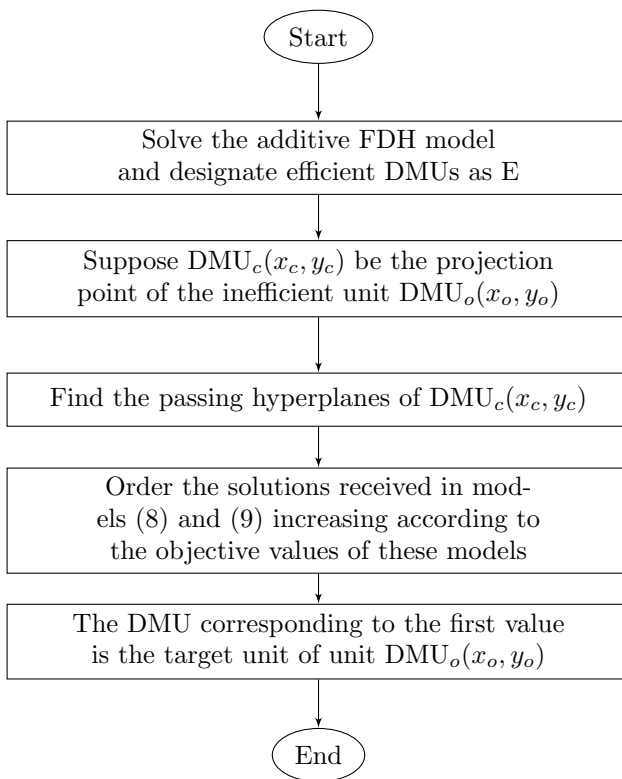 Start
Solve the additive FDH model
and designate efficient DMUs as E
Suppose DMU_c(x_c, y_c) be the projection
point of the inefficient unit DMU_o(x_o, y_o)
Find the passing hyperplanes of DMU_c(x_c, y_c)
Order the solutions received in mod-
els (8) and (9) increasing according to
the objective values of these models
The DMU corresponding to the first value
is the target unit of unit DMU_o(x_o, y_o)
End